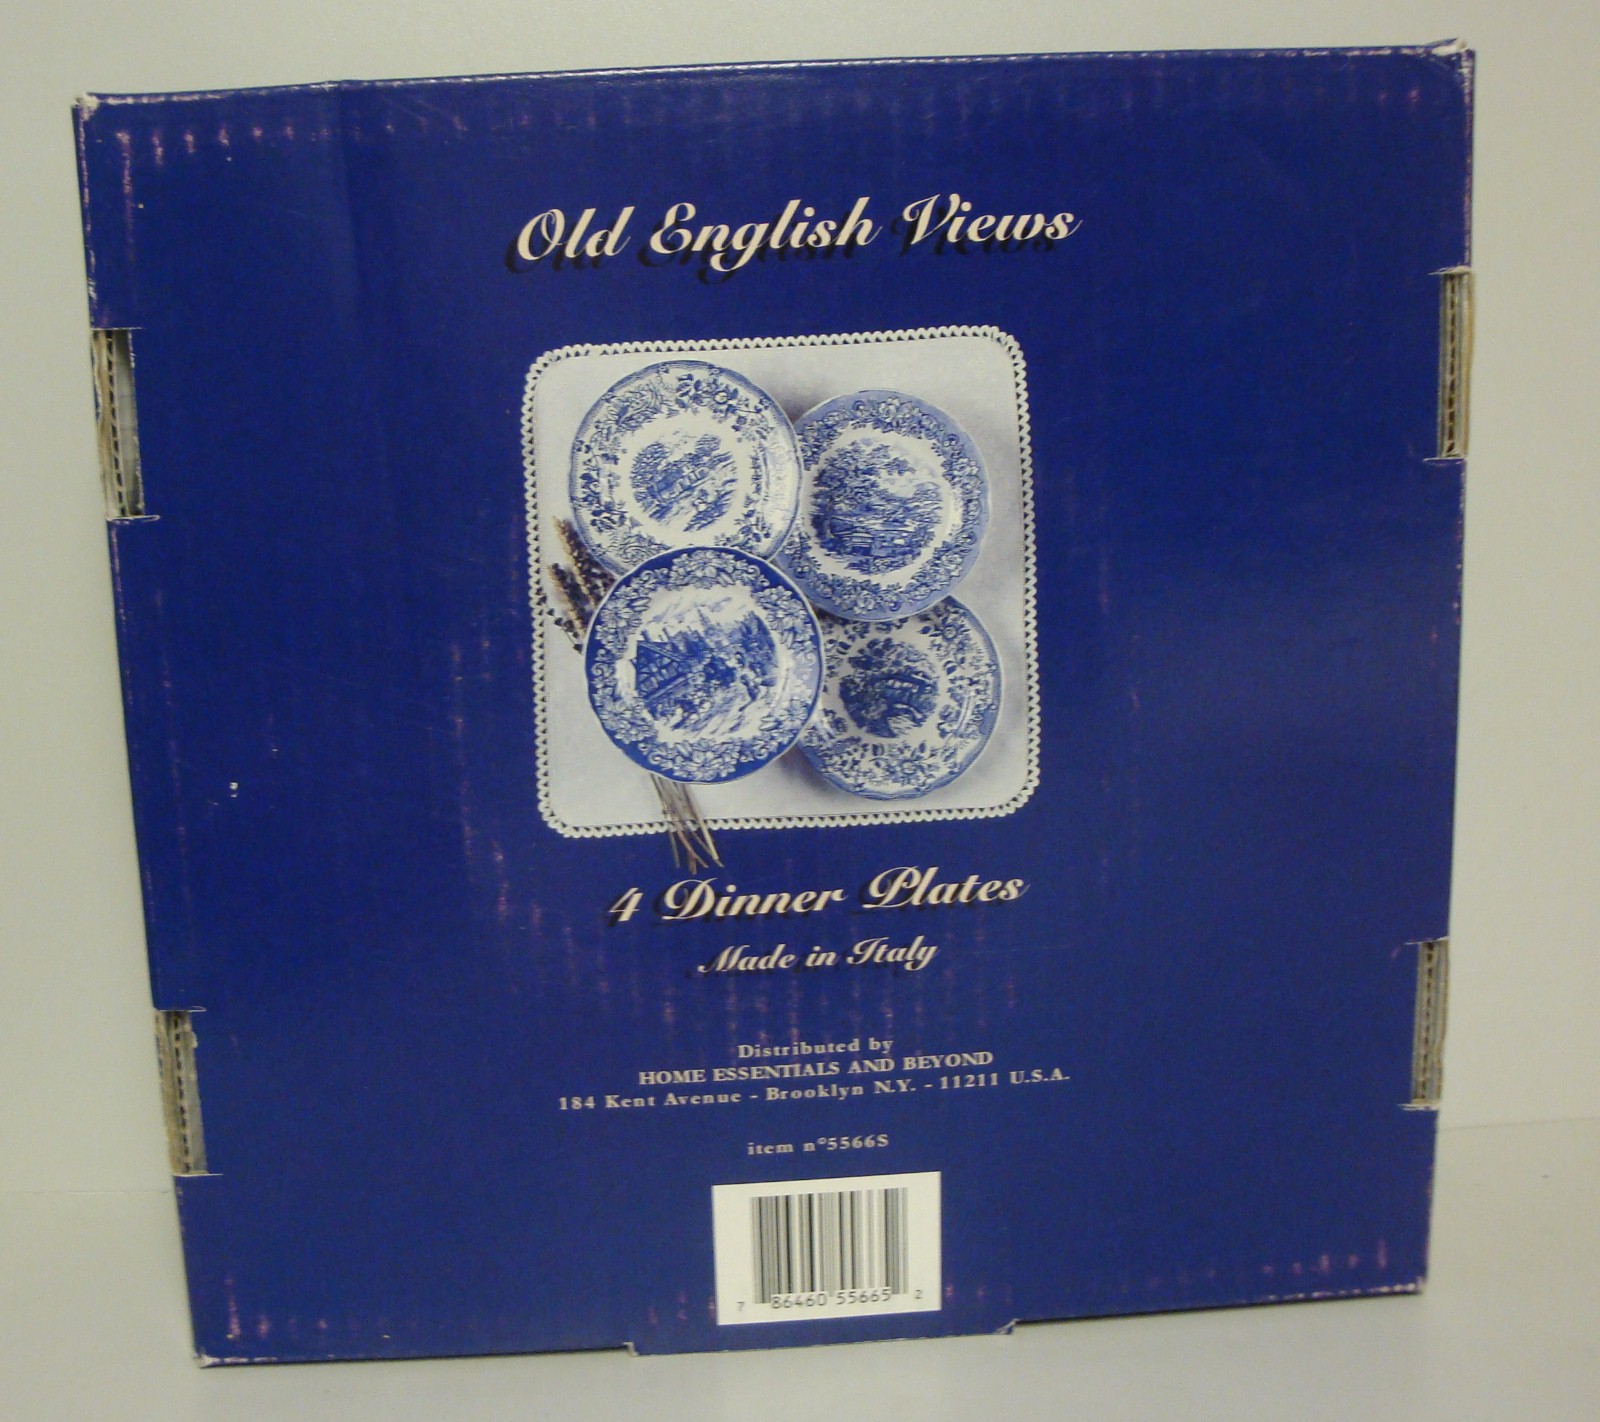 Old English Views
4 Dinner Plates
Made in Italy
Distributed by
HOME ESSENTIALS AND BEYOND
184 Kent Avenue - Brooklyn N.Y. - 11211 U.S.A.
item n°5566S
7 86460 55665 2